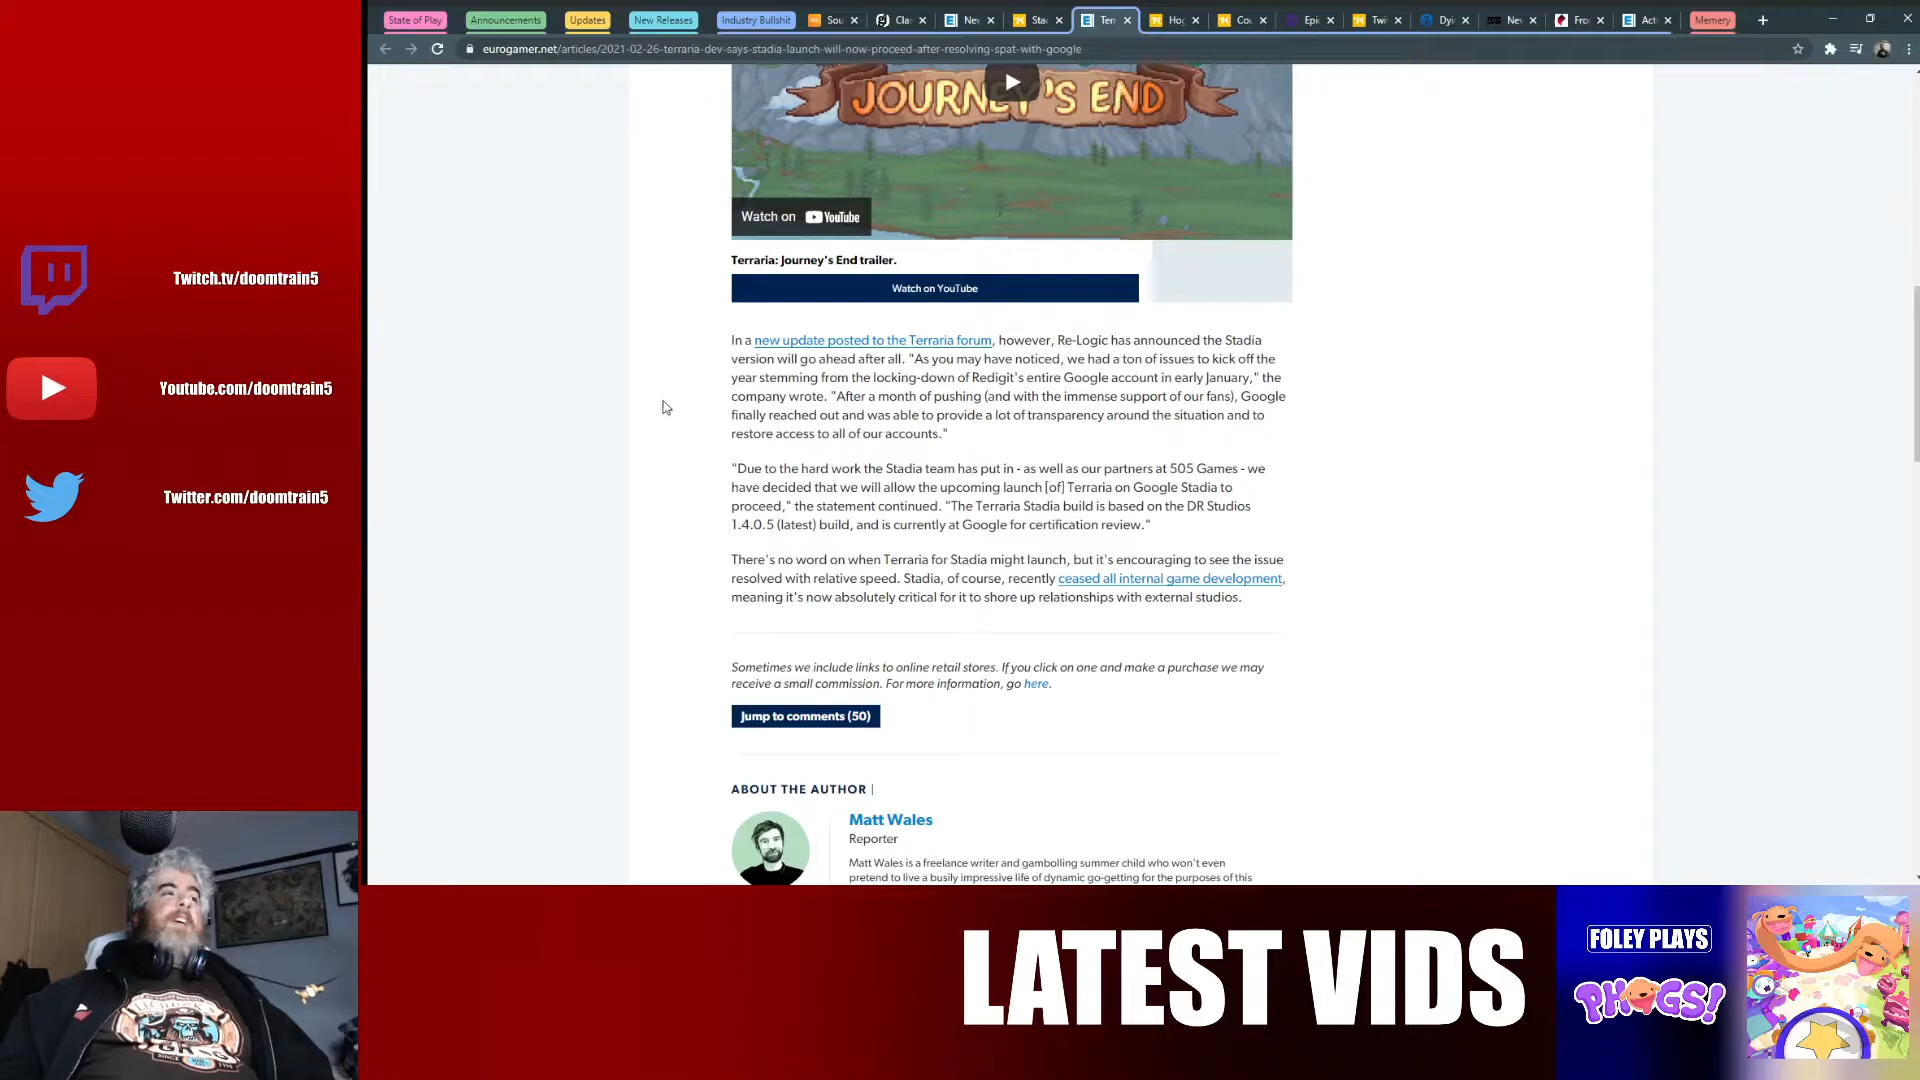 State of Play
Announcements
Updates
New Releases
Industry Bullshit
Sou
Cla
Nev
Stac
Terr
Hog
Cou
Epic
Twi
Dyi
Nev
Fro
Act
Memery
eurogamer.net/articles/2021-02-26-terraria-dev-says-stadia-launch-will-now-proceed-after-resolving-spat-with-google
JOURNEY'S END
Watch on YouTube
Terraria: Journey's End trailer.
Watch on YouTube
In a new update posted to the Terraria forum, however, Re-Logic has announced the Stadia
version will go ahead after all. "As you may have noticed, we had a ton of issues to kick off the
year stemming from the locking-down of Redigit's entire Google account in early January," the
company wrote. "After a month of pushing (and with the immense support of our fans), Google
finally reached out and was able to provide a lot of transparency around the situation and to
restore access to all of our accounts."
"Due to the hard work the Stadia team has put in - as well as our partners at 505 Games - we
have decided that we will allow the upcoming launch [of] Terraria on Google Stadia to
proceed," the statement continued. "The Terraria Stadia build is based on the DR Studios
1.4.0.5 (latest) build, and is currently at Google for certification review."
There's no word on when Terraria for Stadia might launch, but it's encouraging to see the issue
resolved with relative speed. Stadia, of course, recently ceased all internal game development,
meaning it's now absolutely critical for it to shore up relationships with external studios.
Sometimes we include links to online retail stores. If you click on one and make a purchase we may
receive a small commission. For more information, go here.
Jump to comments (50)
ABOUT THE AUTHOR |
Matt Wales
Reporter
Matt Wales is a freelance writer and gambolling summer child who won't even
pretend to live a busily impressive life of dynamic go-getting for the purposes of this
Twitch.tv/doomtrain5
Youtube.com/doomtrain5
Twitter.com/doomtrain5
GAS
SINCE
LATEST VIDS
FOLEY PLAYS
PHOGS!